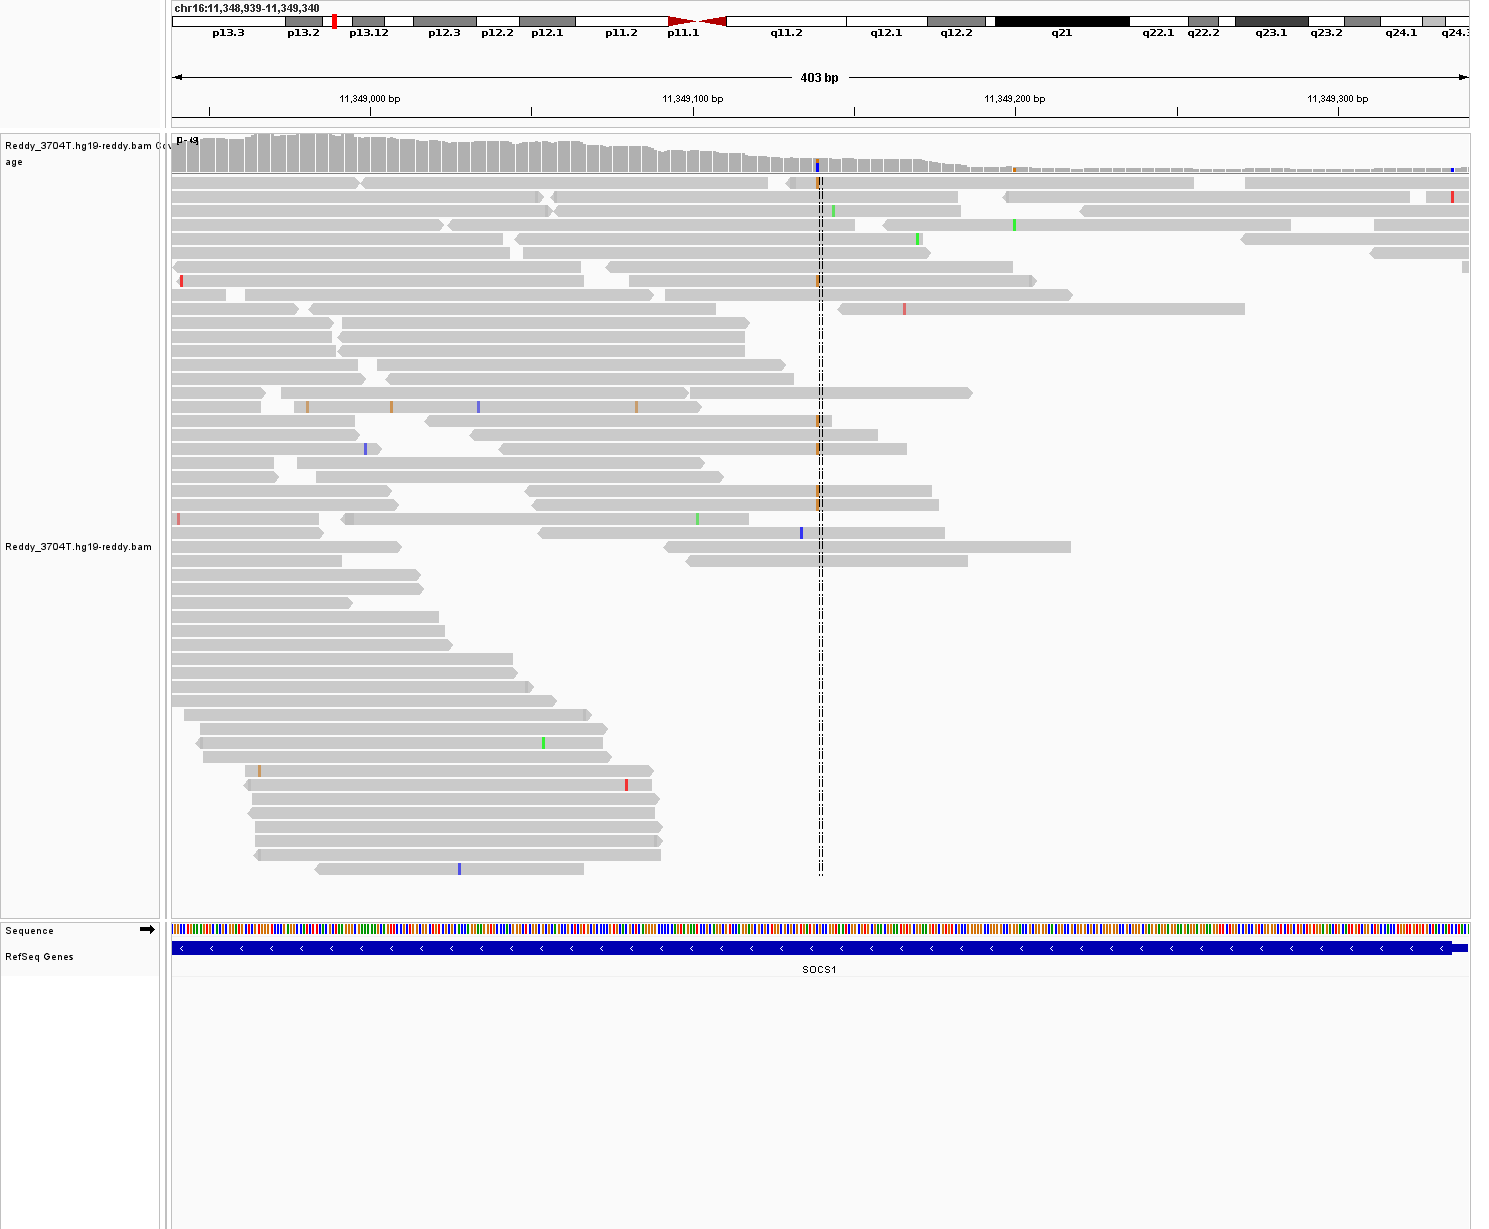 chr16:11,348,939-11,349,340
p13.3 p13.2 p13.12 p12.3 p12.2 p12.1 p11.2 p11.1 q11.2 q12.1 q12.2 q21 q22.1 q22.2 q23.1 q23.2 q24.1 q24.3
403 bp
11,349,000 bp 11,349,100 bp 11,349,200 bp 11,349,300 bp
Reddy_3704T.hg19-reddy.bam Cov
age
Reddy_3704T.hg19-reddy.bam
Sequence
RefSeq Genes
SOCS1